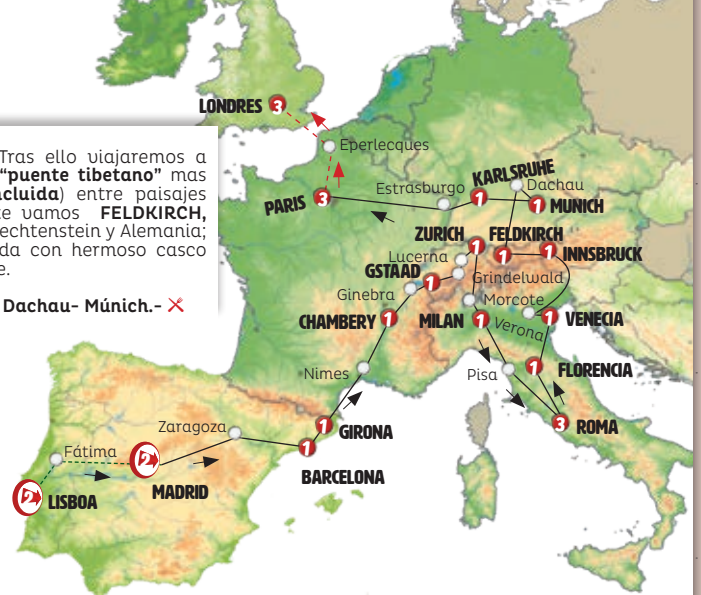 LONDRES 3
Eperlecques
Tras ello viajaremos a
“puente tibetano” mas
cluida) entre paisajes
te vamos FELDKIRCH,
echtenstein y Alemania;
da con hermoso casco
e.
Dachau- Múnich.-
PARIS 3
Estrasburgo
KARLSRUHE 1
Dachau
MUNICH 1
ZURICH 1
FELDKIRCH 1
INNSBRUCK 1
Lucerna
GSTAAD 1
Grindelwald
Ginebra
Morcote
CHAMBERY 1
MILAN 1
Verona
VENECIA 1
Nimes
Pisa
FLORENCIA 1
ROMA 3
Zaragoza
GIRONA 1
BARCELONA 1
Fátima
MADRID 2
LISBOA 2